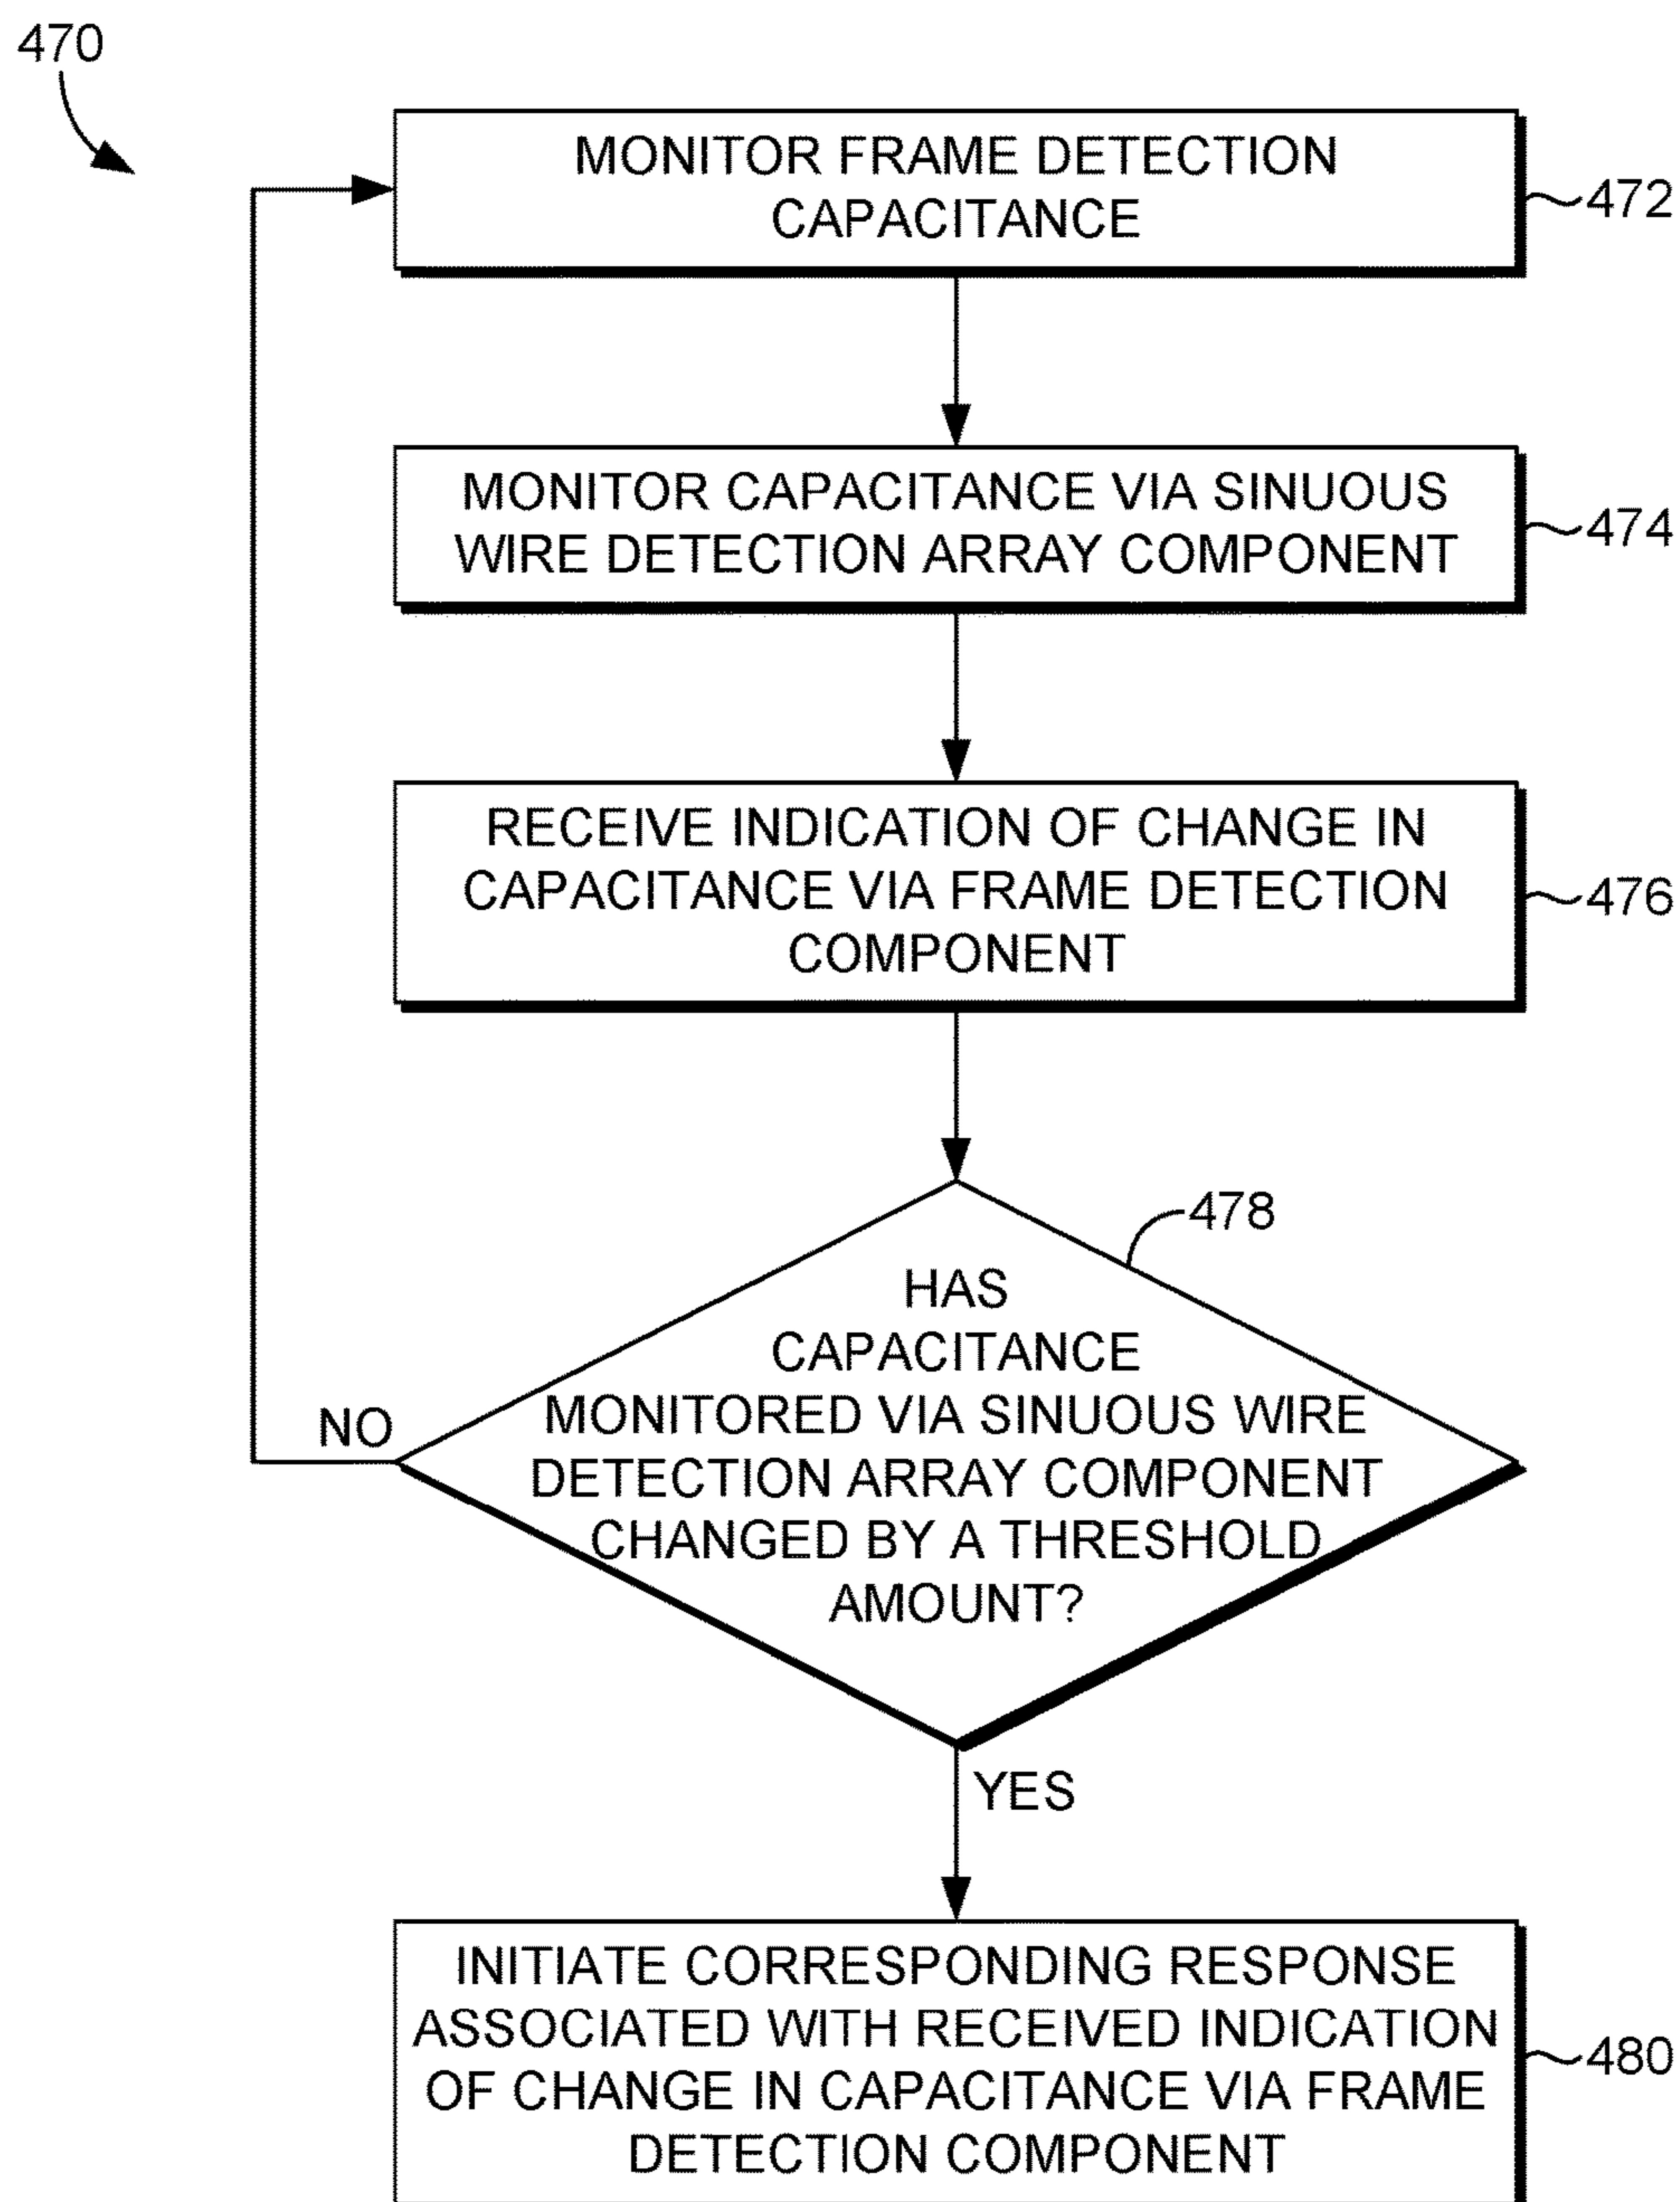 470
MONITOR FRAME DETECTION
CAPACITANCE
472
MONITOR CAPACITANCE VIA SINUOUS
WIRE DETECTION ARRAY COMPONENT
474
RECEIVE INDICATION OF CHANGE IN
CAPACITANCE VIA FRAME DETECTION
COMPONENT
476
478
HAS
CAPACITANCE
MONITORED VIA SINUOUS WIRE
DETECTION ARRAY COMPONENT
CHANGED BY A THRESHOLD
AMOUNT?
NO
YES
INITIATE CORRESPONDING RESPONSE
ASSOCIATED WITH RECEIVED INDICATION
OF CHANGE IN CAPACITANCE VIA FRAME
DETECTION COMPONENT
480